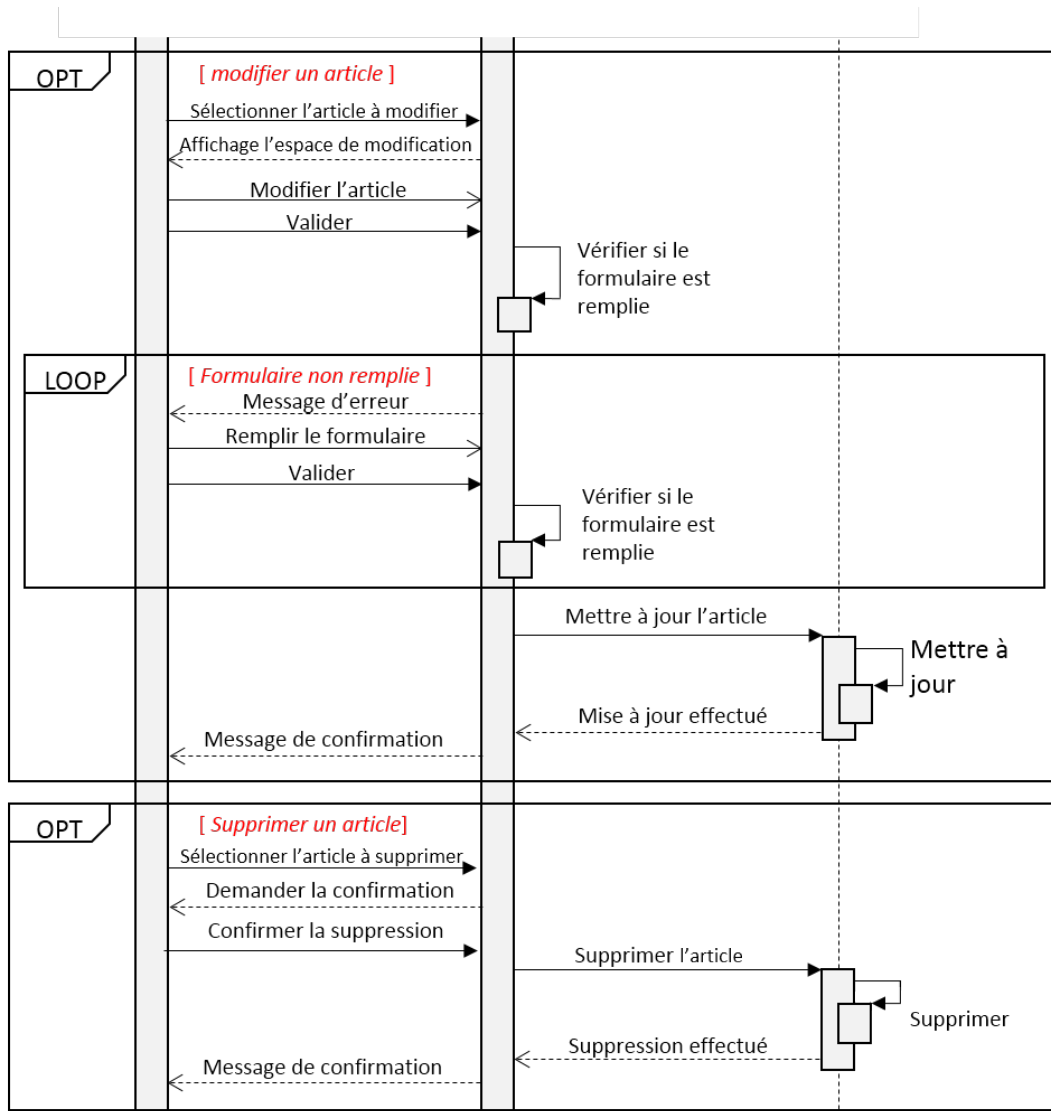 OPT
[ modifier un article ]
Sélectionner l'article à modifier
Affichage l'espace de modification
Modifier l'article
Valider
Vérifier si le
formulaire est
remplie
LOOP
[ Formulaire non remplie ]
Message d'erreur
Remplir le formulaire
Valider
Vérifier si le
formulaire est
remplie
Mettre à jour l'article
Mettre à
jour
Mise à jour effectué
Message de confirmation
OPT
[ Supprimer un article]
Sélectionner l'article à supprimer
Demander la confirmation
Confirmer la suppression
Supprimer l'article
Supprimer
Suppression effectué
Message de confirmation